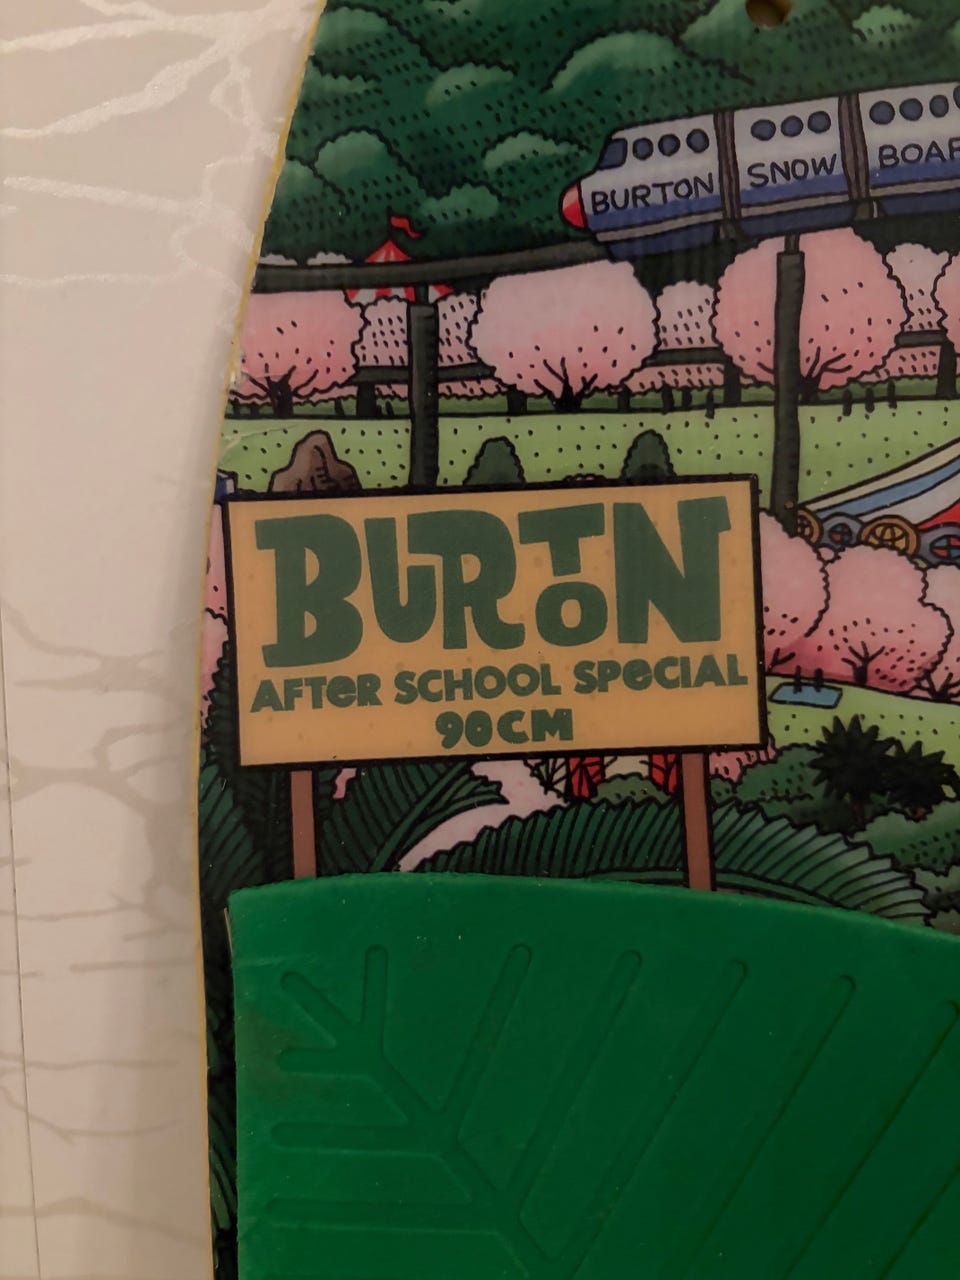 BURTON SNOW BOAR
BURTON
AFTER SCHOOL SPECIAL
90CM